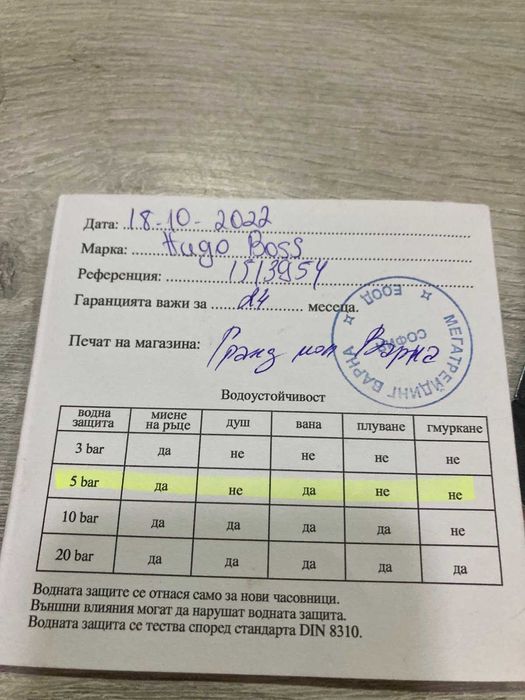 Дата: 18-10-2022
Марка: Hugo Boss
Референция: 1513954
Гаранцията важи за 24 месеца.
Печат на магазина: Гранд мол Варна
МЕГАТРЕЙДИНГ ВАРНА ЕООД
СОФИЯ
Водоустойчивост
водна защита миене на ръце душ вана плуване гмуркане
3 bar да не не не не
5 bar да не да не не
10 bar да да да да не
20 bar да да да да да
Водната защите се отнася само за нови часовници.
Външни влияния могат да нарушат водната защита.
Водната защита се тества според стандарта DIN 8310.